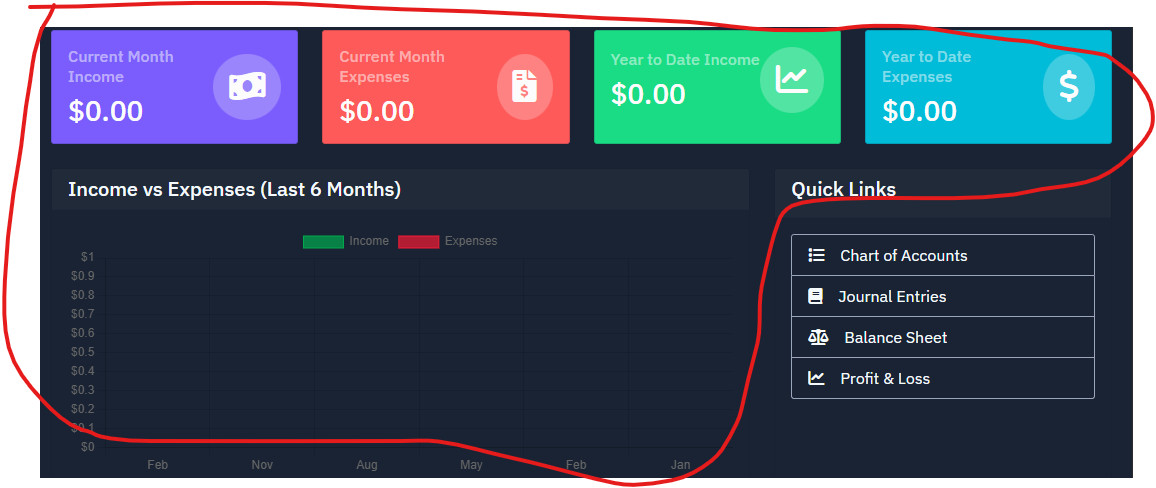 Current Month
Income
$0.00
Current Month
Expenses
$0.00
Year to Date Income
$0.00
Year to Date
Expenses
$0.00
Income vs Expenses (Last 6 Months)
Income
Expenses
$1
$0.9
$0.8
$0.7
$0.6
$0.5
$0.4
$0.3
$0.2
$0.1
$0
Feb Nov Aug May Feb Jan
Quick Links
Chart of Accounts
Journal Entries
Balance Sheet
Profit & Loss